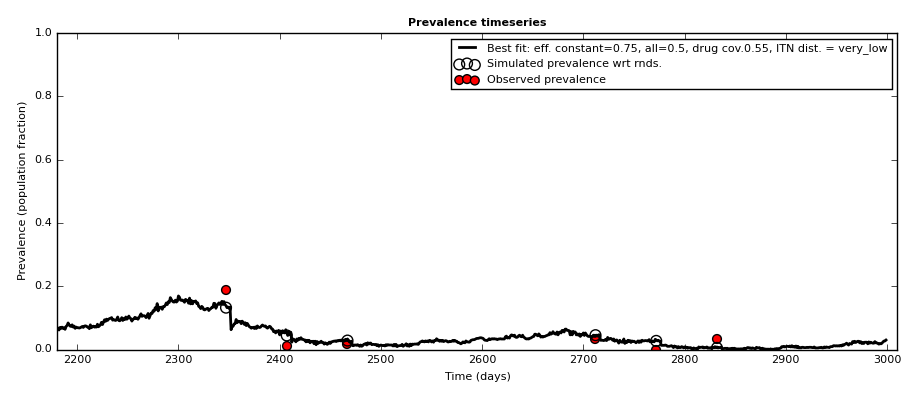 Prevalence timeseries
Best fit: eff. constant=0.75, all=0.5, drug cov.0.55, ITN dist. = very_low
Simulated prevalence wrt rnds.
Observed prevalence
Prevalence (population fraction)
1.0
0.8
0.6
0.4
0.2
0.0
2200 2300 2400 2500 2600 2700 2800 2900 3000
Time (days)